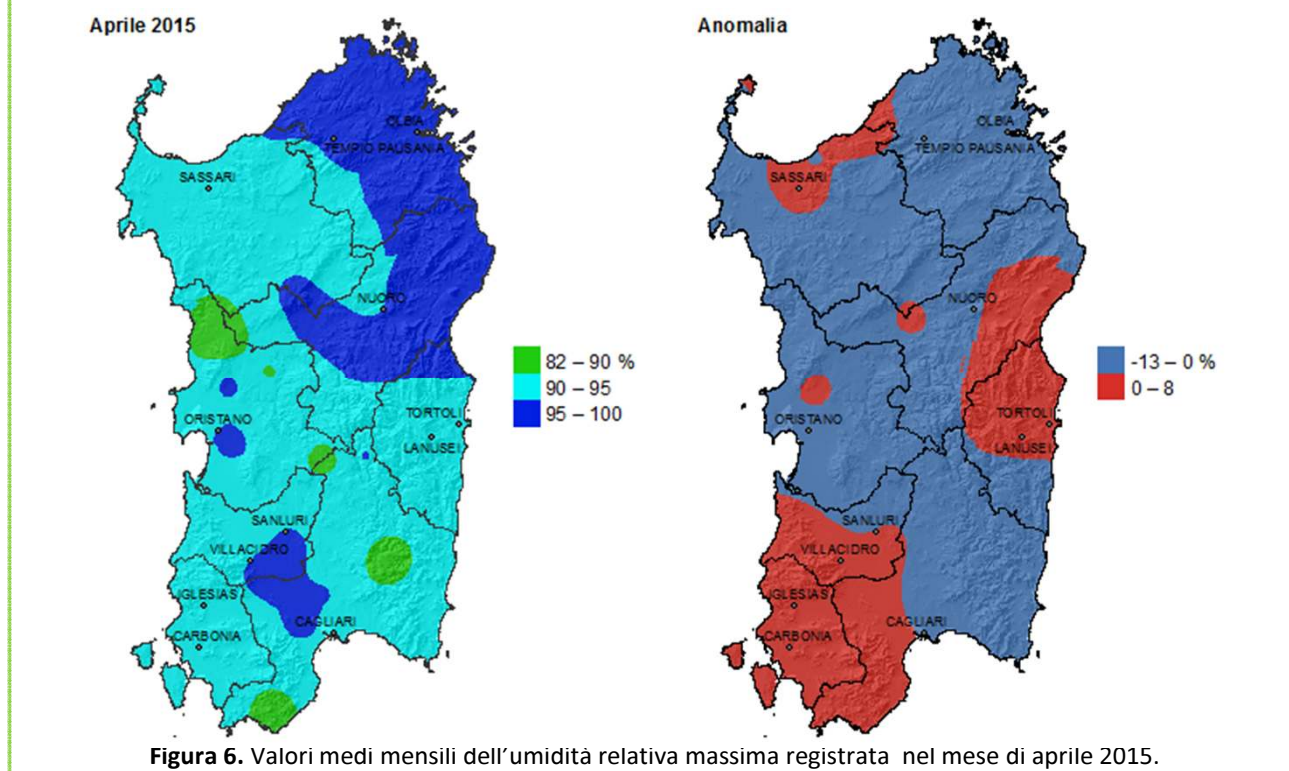 Aprile 2015
OLBIA
TEMPIO PAUSANIA
SASSARI
NUORO
ORISTANO
TORTOLI
LANUSEI
SANLURI
VILLACIDRO
IGLESIAS
CAGLIARI
CARBONIA
82 – 90 %
90 – 95
95 – 100
Anomalia
OLBIA
TEMPIO PAUSANIA
SASSARI
NUORO
ORISTANO
TORTOLI
LANUSEI
SANLURI
VILLACIDRO
IGLESIAS
CAGLIARI
CARBONIA
-13 – 0 %
0 – 8
Figura 6. Valori medi mensili dell'umidità relativa massima registrata nel mese di aprile 2015.